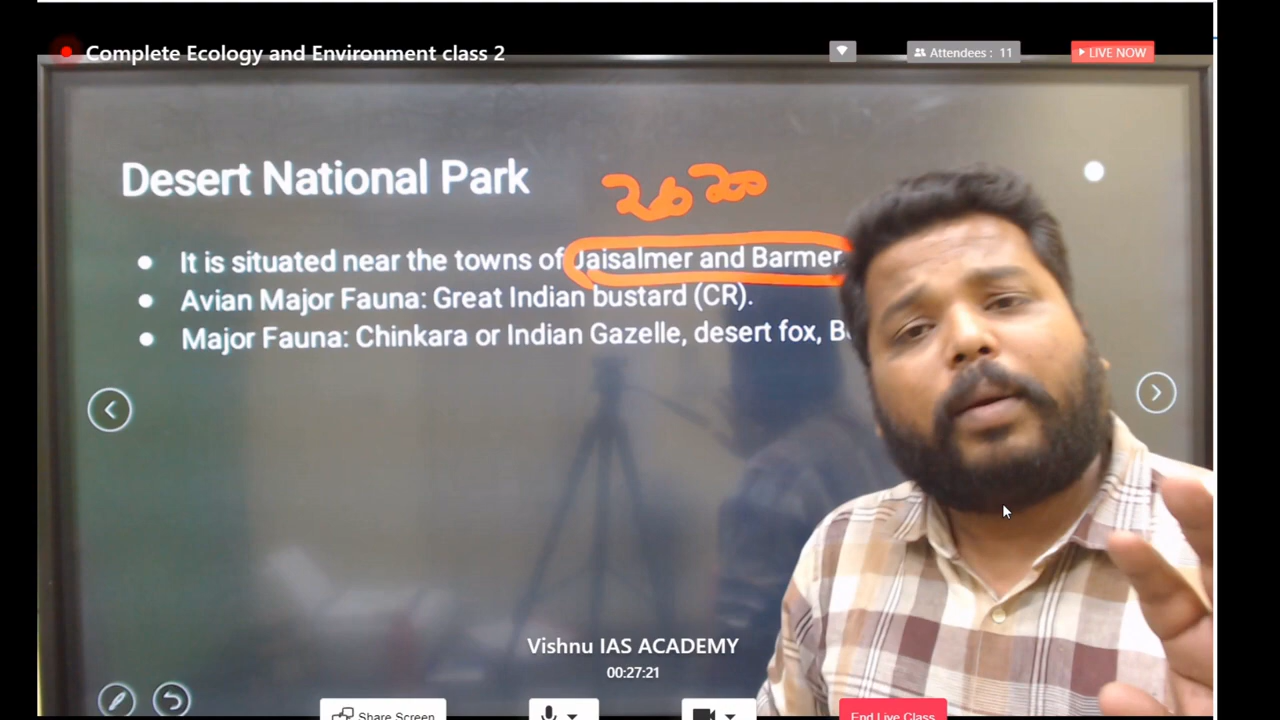 Complete Ecology and Environment class 2
Attendees : 11
LIVE NOW
Desert National Park
2020
It is situated near the towns of Jaisalmer and Barmer
Avian Major Fauna: Great Indian bustard (CR).
Major Fauna: Chinkara or Indian Gazelle, desert fox,
Vishnu IAS ACADEMY
00:27:21
Share Screen
End Live Class